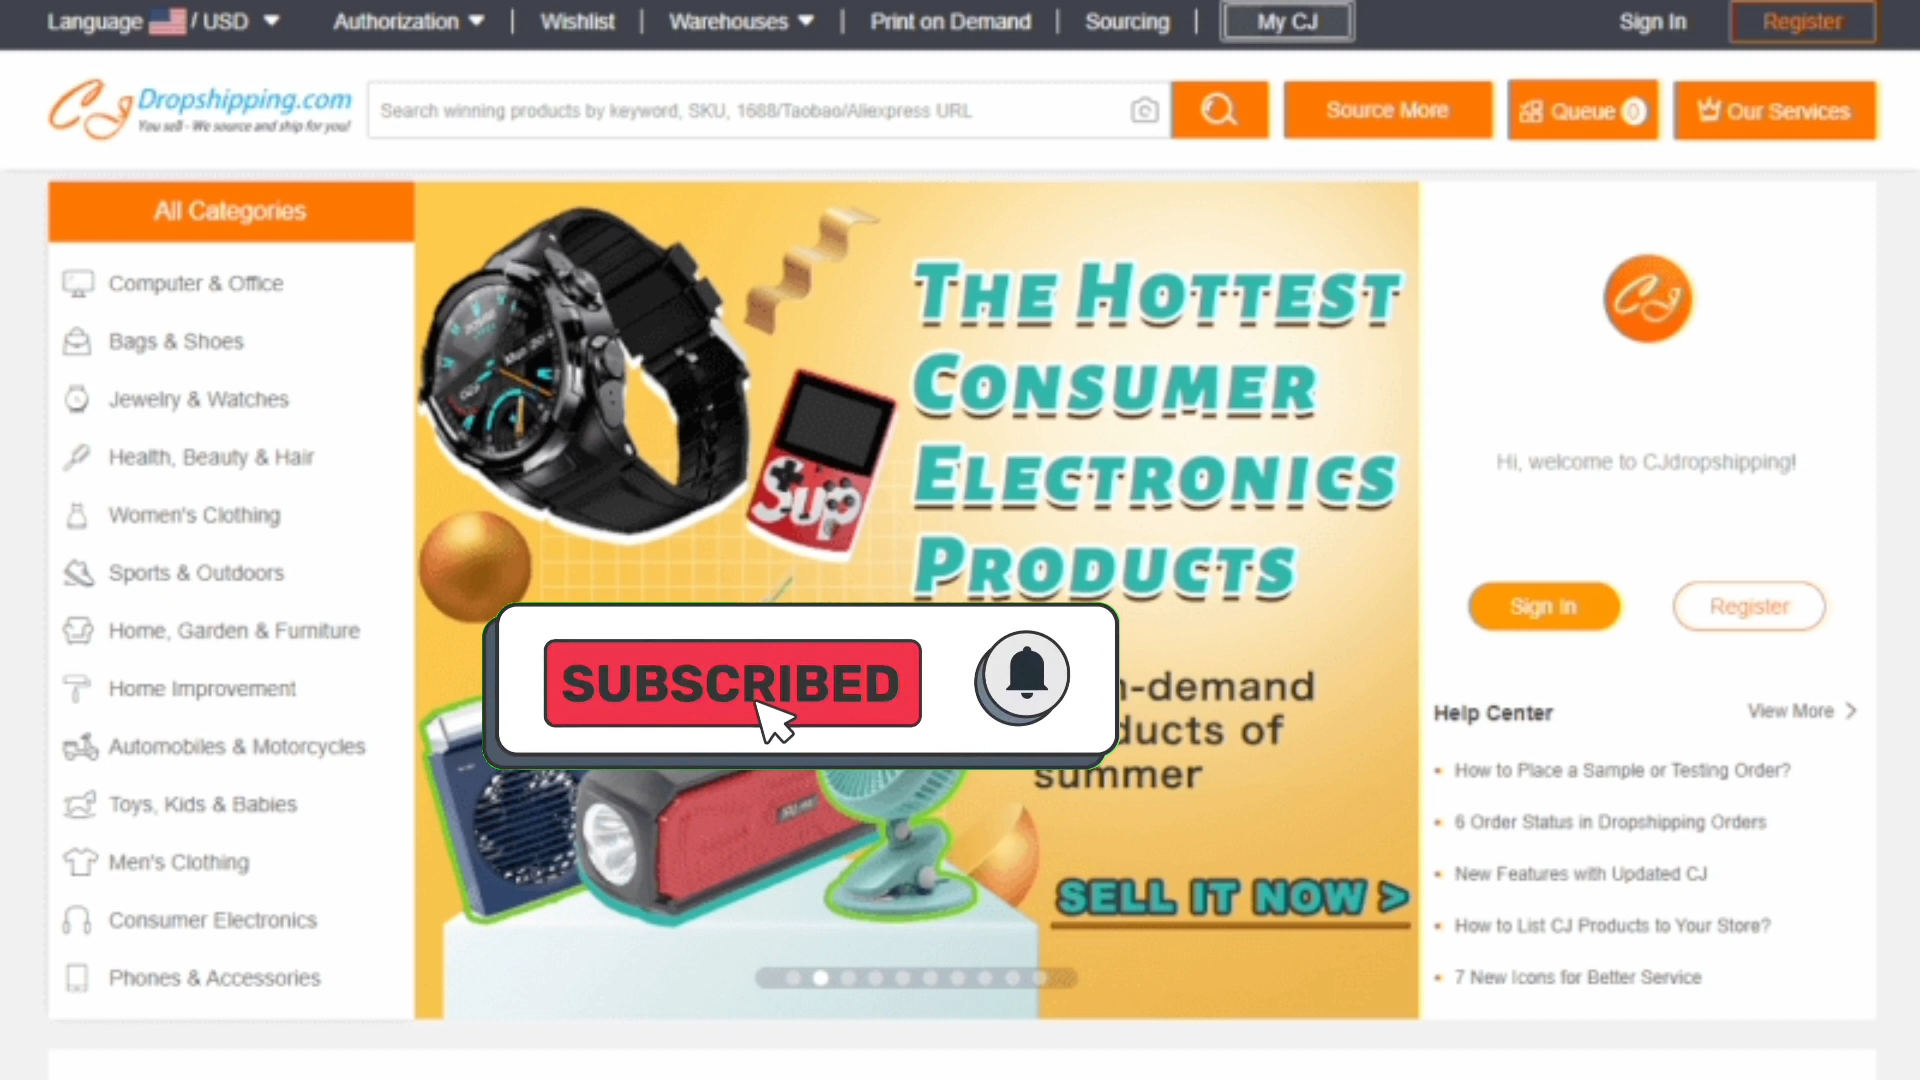 Language / USD
Authorization
Wishlist
Warehouses
Print on Demand
Sourcing
My CJ
Sign In
Register
CJ Dropshipping.com
You sell - We source and ship for you!
Search winning products by keyword, SKU, 1688/Taobao/Aliexpress URL
Source More
Queue 0
Our Services
All Categories
Computer & Office
Bags & Shoes
Jewelry & Watches
Health, Beauty & Hair
Women's Clothing
Sports & Outdoors
Home, Garden & Furniture
Home Improvement
Automobiles & Motorcycles
Toys, Kids & Babies
Men's Clothing
Consumer Electronics
Phones & Accessories
THE HOTTEST
CONSUMER
ELECTRONICS
PRODUCTS
Sup
SUBSCRIBED
-demand
ducts of
summer
SELL IT NOW >
CJ
Hi, welcome to CJdropshipping!
Sign In
Register
Help Center
View More
How to Place a Sample or Testing Order?
6 Order Status in Dropshipping Orders
New Features with Updated CJ
How to List CJ Products to Your Store?
7 New Icons for Better Service